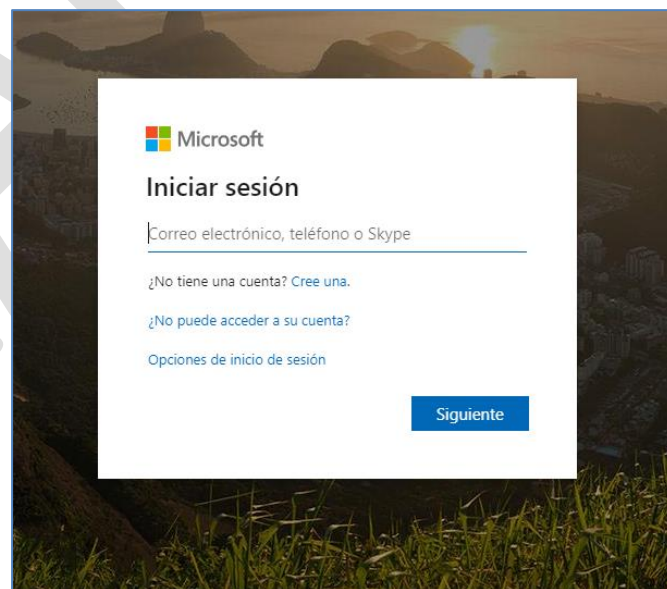 Microsoft
Iniciar sesión
Correo electrónico, teléfono o Skype
¿No tiene una cuenta? Cree una.
¿No puede acceder a su cuenta?
Opciones de inicio de sesión
Siguiente